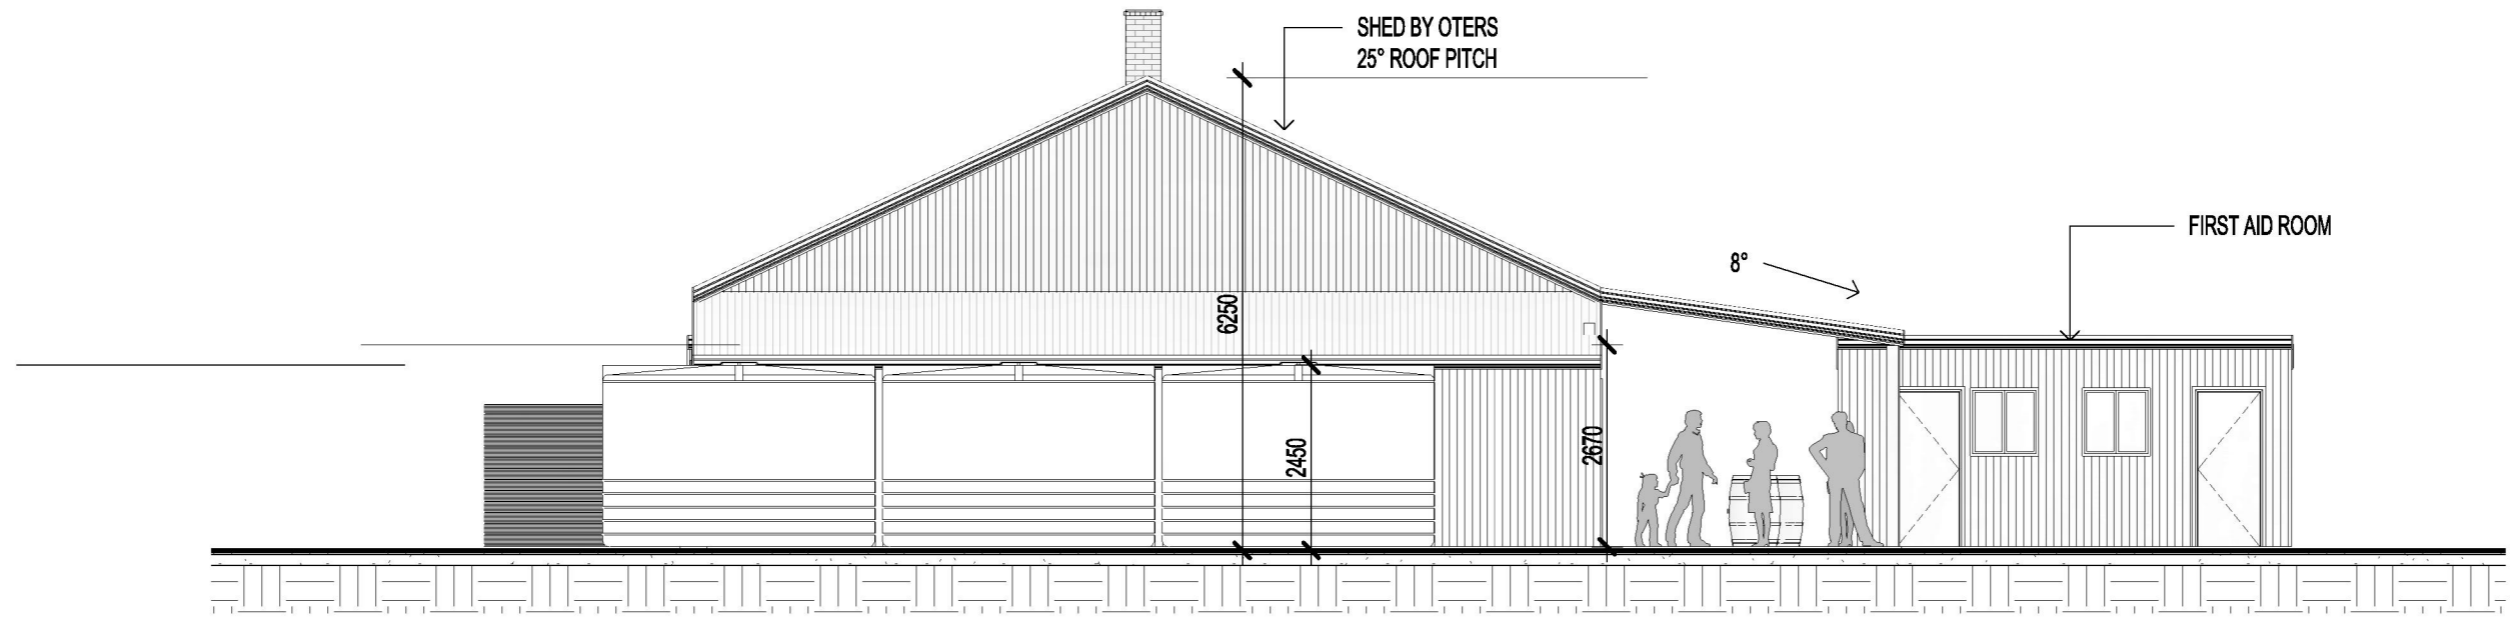 SHED BY OTERS
25° ROOF PITCH
FIRST AID ROOM
8°
6250
2450
2670